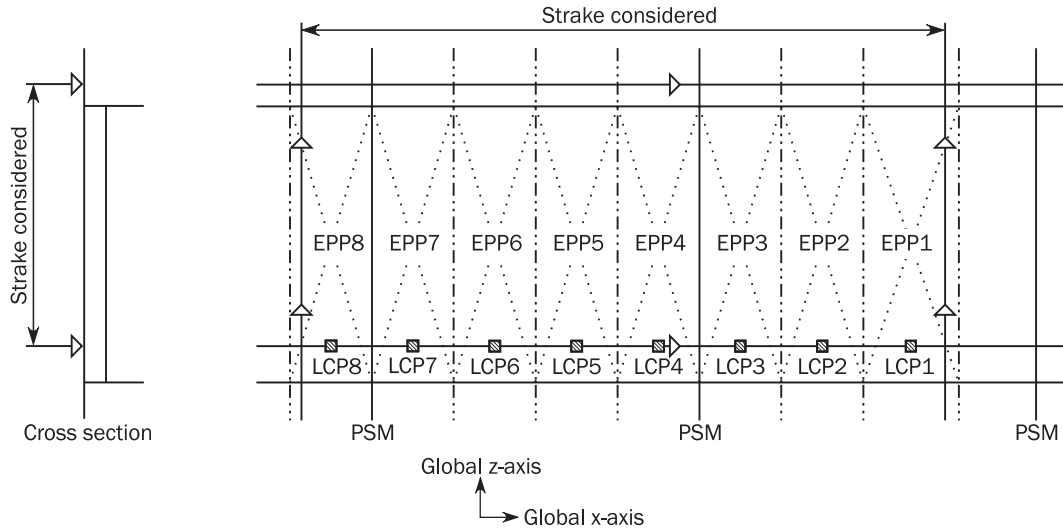 Strake considered
Strake considered
EPP8 EPP7 EPP6 EPP5 EPP4 EPP3 EPP2 EPP1
LCP8 LCP7 LCP6 LCP5 LCP4 LCP3 LCP2 LCP1
Cross section PSM PSM PSM
Global z-axis
Global x-axis